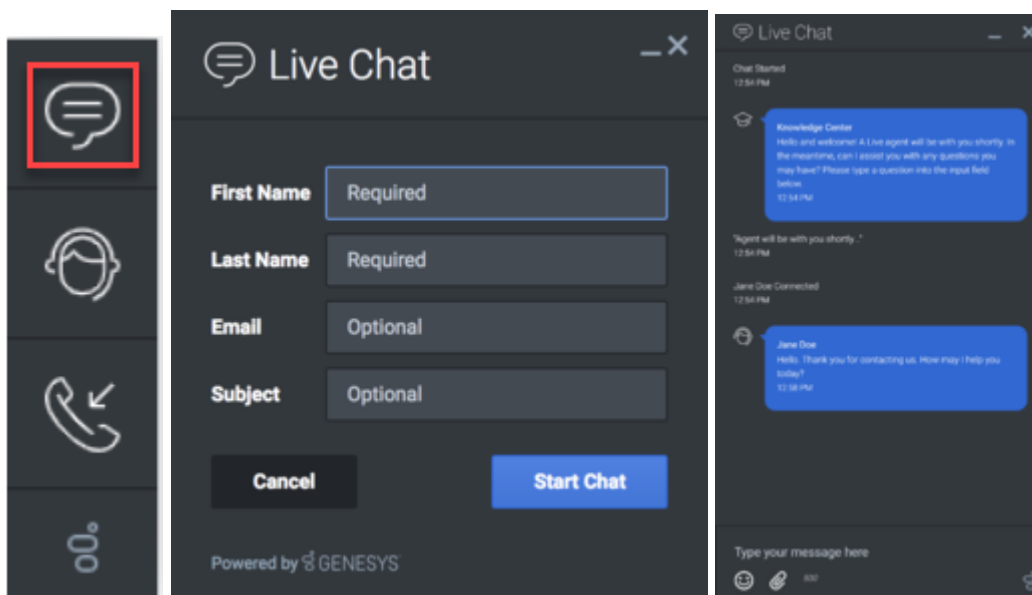 Live Chat
First Name Required
Last Name Required
Email Optional
Subject Optional
Cancel Start Chat
Powered by GENESYS
Live Chat
Chat Started
12:54 PM
Knowledge Center
Hello and welcome! A Live agent will be with you shortly. In
the meantime, can I assist you with any questions you
may have? Please type a question into the input field
below.
12:54 PM
"Agent will be with you shortly..."
12:54 PM
Jane Doe Connected
12:54 PM
Jane Doe
Hello. Thank you for contacting us. How may I help you
today?
12:58 PM
Type your message here